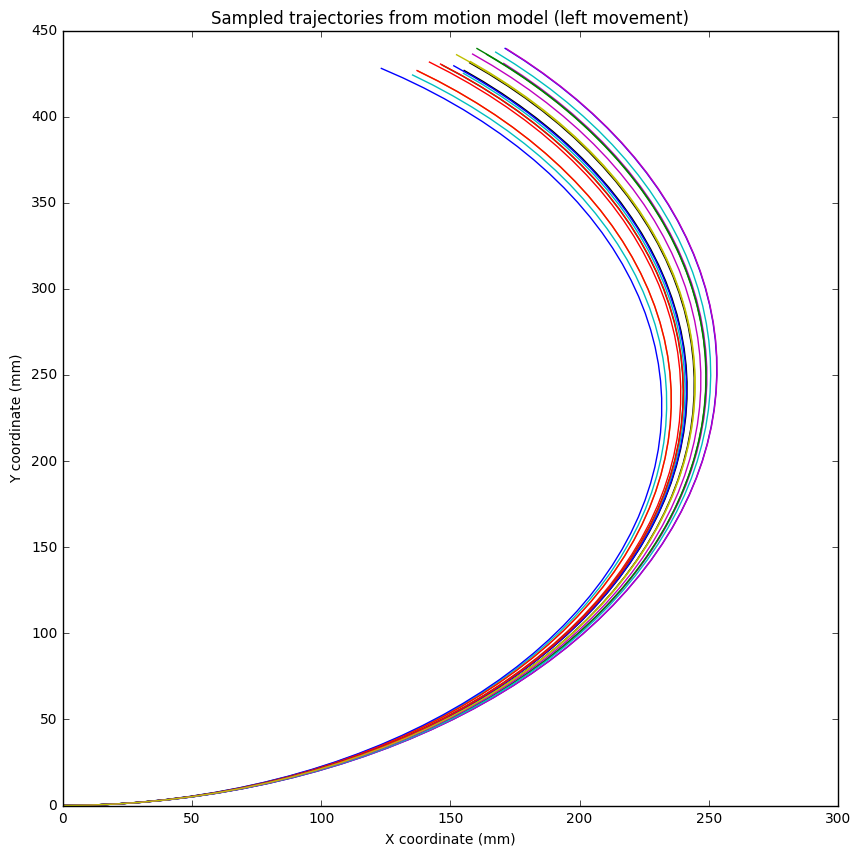 Sampled trajectories from motion model (left movement)
450
400
350
300
250
200
150
100
50
0
Y coordinate (mm)
0 50 100 150 200 250 300
X coordinate (mm)